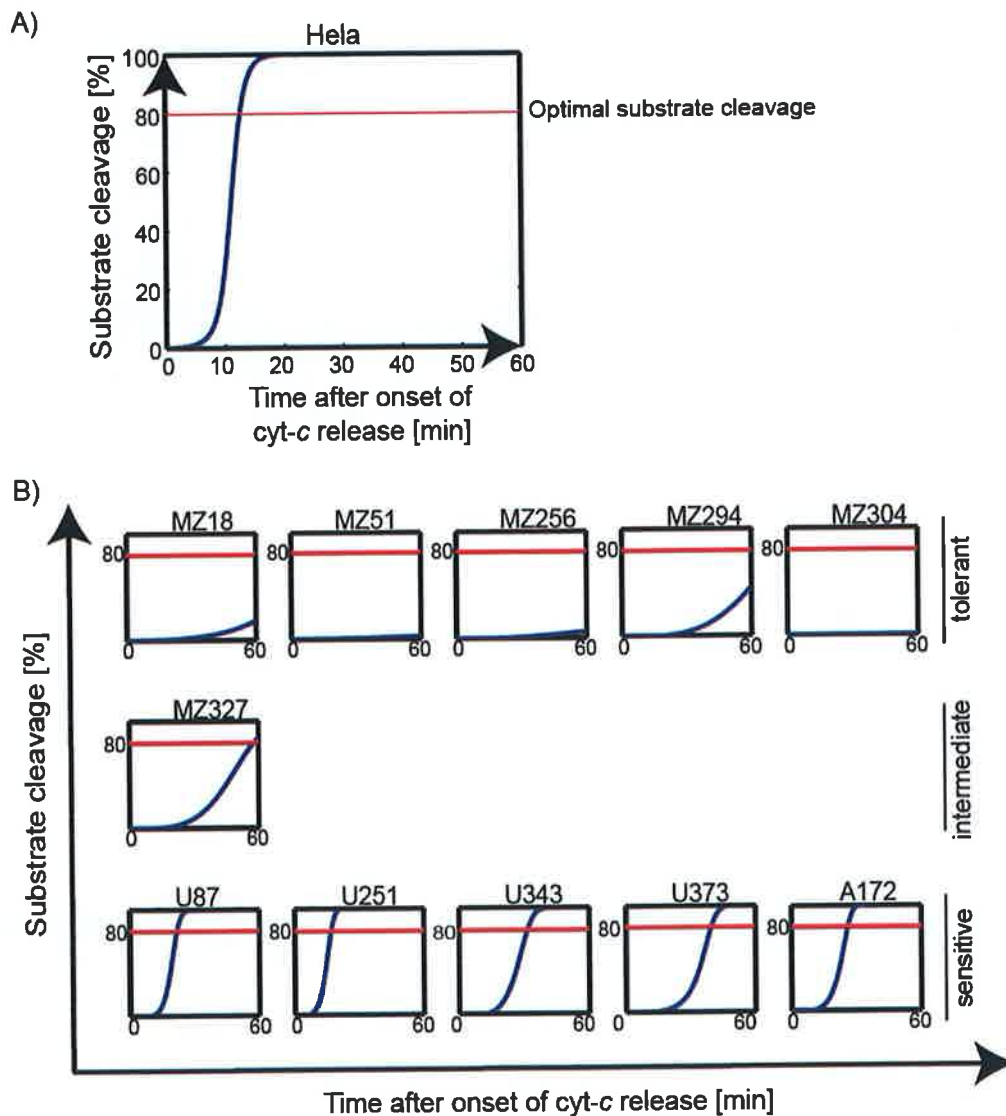 A)
Hela
Substrate cleavage [%]
100
80
60
40
20
0
Optimal substrate cleavage
0 10 20 30 40 50 60
Time after onset of
cyt-c release [min]
B)
Substrate cleavage [%]
MZ18 MZ51 MZ256 MZ294 MZ304
80 80 80 80 80
0 60 0 60 0 60 0 60 0 60
tolerant
MZ327
80
0 60
intermediate
U87 U251 U343 U373 A172
80 80 80 80 80
0 60 0 60 0 60 0 60 0 60
sensitive
Time after onset of cyt-c release [min]